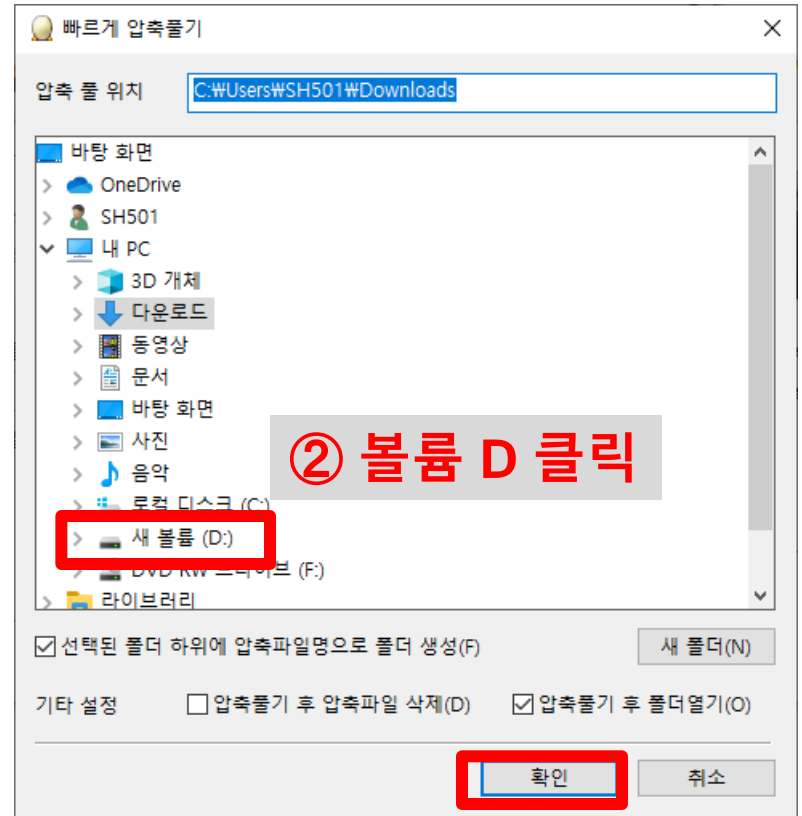 빠르게 압축풀기
압축 풀 위치 C:₩Users₩SH501₩Downloads
바탕 화면
OneDrive
SH501
내 PC
3D 개체
다운로드
동영상
문서
바탕 화면
사진
② 볼륨 D 클릭
음악
로컬 디스크 (C:)
새 볼륨 (D:)
DVD RW 드라이브 (F:)
라이브러리
선택된 폴더 하위에 압축파일명으로 폴더 생성(F) 새 폴더(N)
기타 설정 압축풀기 후 압축파일 삭제(D) 압축풀기 후 폴더열기(O)
확인 취소